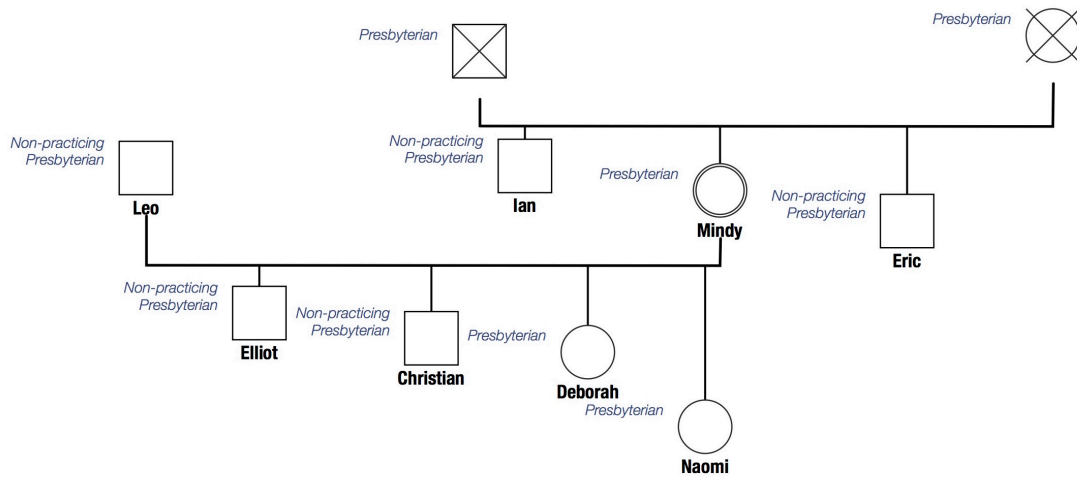 Presbyterian
Presbyterian
Non-practicing
Presbyterian
Leo
Non-practicing
Presbyterian
Ian
Presbyterian
Mindy
Non-practicing
Presbyterian
Eric
Non-practicing
Presbyterian
Elliot
Non-practicing
Presbyterian
Christian
Presbyterian
Deborah
Presbyterian
Naomi